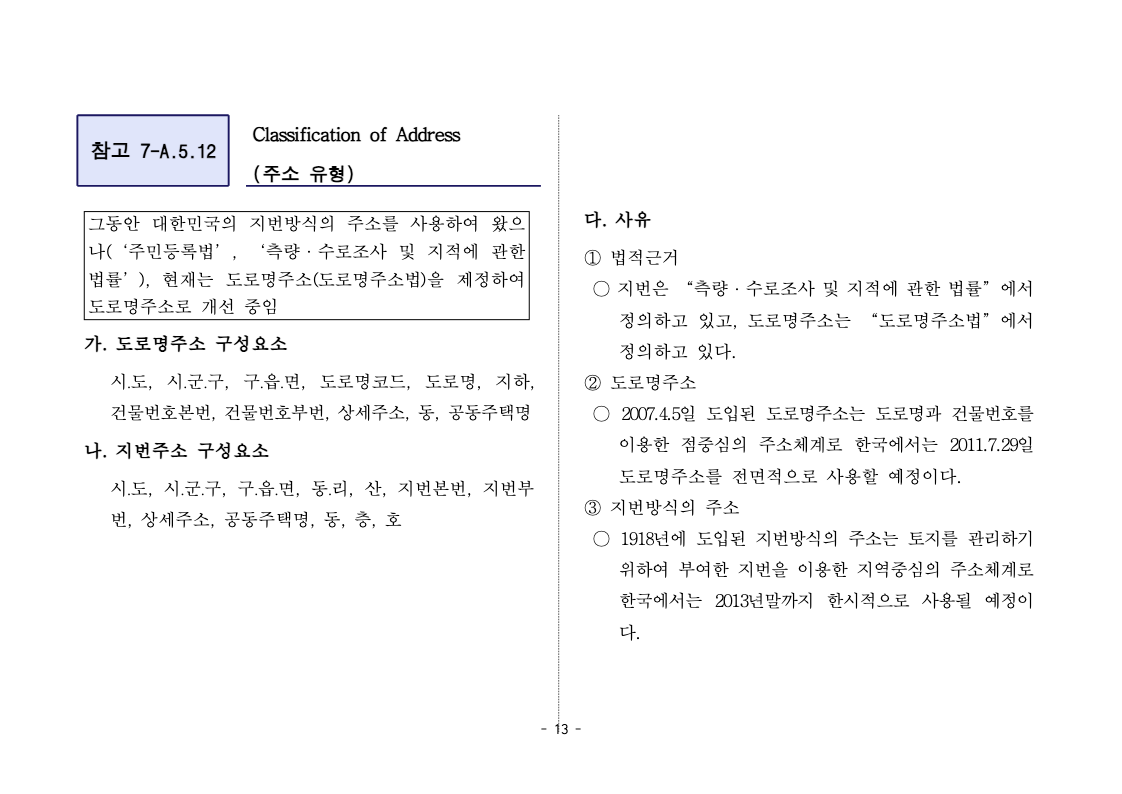 참고 7-A.5.12
Classification of Address
(주소 유형)
그동안 대한민국의 지번방식의 주소를 사용하여 왔으
나(‘주민등록법’, ‘측량·수로조사 및 지적에 관한
법률’), 현재는 도로명주소(도로명주소법)을 제정하여
도로명주소로 개선 중임
가. 도로명주소 구성요소
시.도, 시.군.구, 구.읍.면, 도로명코드, 도로명, 지하,
건물번호본번, 건물번호부번, 상세주소, 동, 공동주택명
나. 지번주소 구성요소
시.도, 시.군.구, 구.읍.면, 동.리, 산, 지번본번, 지번부
번, 상세주소, 공동주택명, 동, 층, 호
다. 사유
① 법적근거
○ 지번은 “측량·수로조사 및 지적에 관한 법률”에서
정의하고 있고, 도로명주소는 “도로명주소법”에서
정의하고 있다.
② 도로명주소
○ 2007.4.5일 도입된 도로명주소는 도로명과 건물번호를
이용한 점중심의 주소체계로 한국에서는 2011.7.29일
도로명주소를 전면적으로 사용할 예정이다.
③ 지번방식의 주소
○ 1918년에 도입된 지번방식의 주소는 토지를 관리하기
위하여 부여한 지번을 이용한 지역중심의 주소체계로
한국에서는 2013년말까지 한시적으로 사용될 예정이
다.
- 13 -